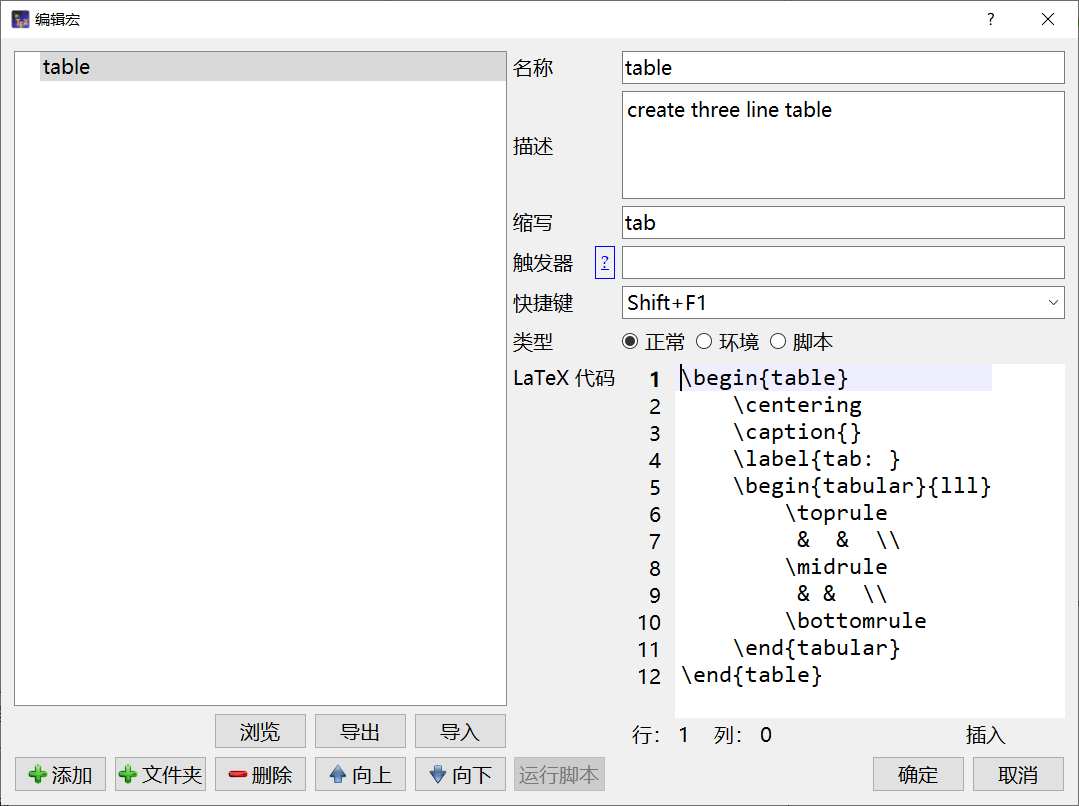 编辑宏
table
名称 table
描述 create three line table
缩写 tab
触发器 ?
快捷键 Shift+F1
类型 正常 环境 脚本
LaTeX 代码
1 \begin{table}
2     \centering
3     \caption{}
4     \label{tab: }
5     \begin{tabular}{lll}
6         \toprule
7          &  &  \\
8         \midrule
9          & &  \\
10         \bottomrule
11     \end{tabular}
12 \end{table}
行： 1 列： 0 插入
浏览 导出 导入
添加 文件夹 删除 向上 向下 运行脚本 确定 取消